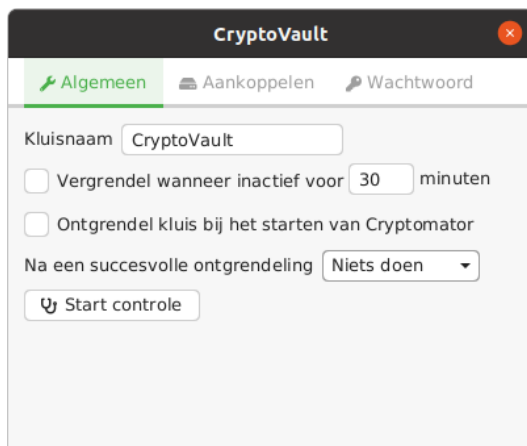 CryptoVault
Algemeen Aankoppelen Wachtwoord
Kluisnaam CryptoVault
Vergrendel wanneer inactief voor 30 minuten
Ontgrendel kluis bij het starten van Cryptomator
Na een succesvolle ontgrendeling Niets doen
Start controle